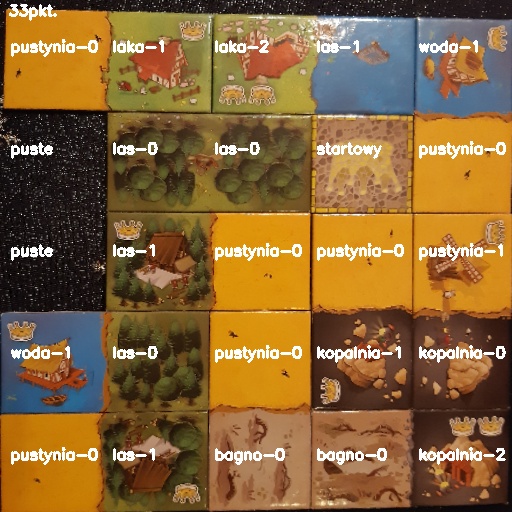 33pkt.
pustynia-0 łaka-1 łaka-2 las-1 woda-1
puste las-0 las-0 startowy pustynia-0
puste las-1 pustynia-0 pustynia-0 pustynia-1
woda-1 las-0 pustynia-0 kopalnia-1 kopalnia-0
pustynia-0 las-1 bagno-0 bagno-0 kopalnia-2